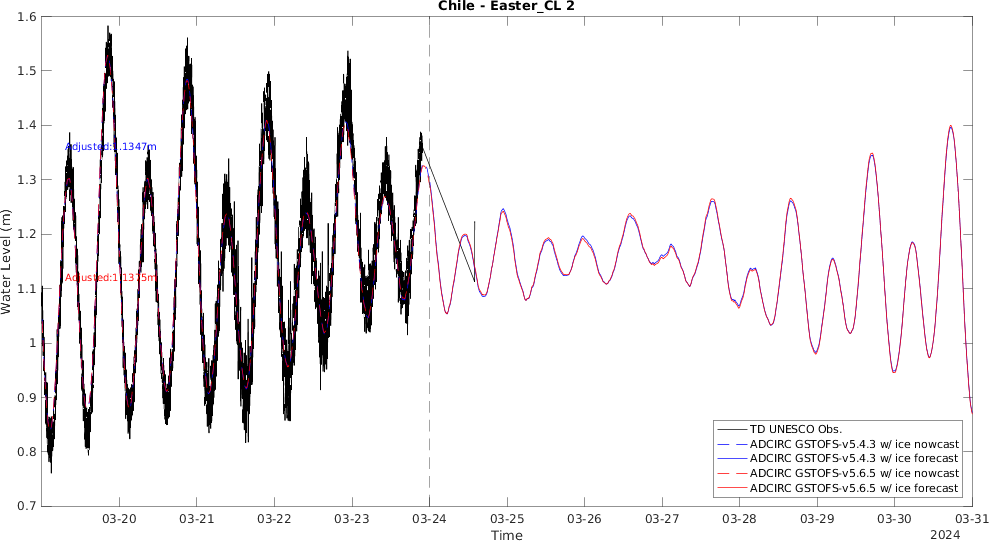 Chile - Easter_CL 2
1.6
1.5
1.4
1.3
1.2
1.1
1
0.9
0.8
0.7
Water Level (m)
Adjusted:1.1347m
Adjusted:1.1375m
TD UNESCO Obs.
ADCIRC GSTOFS-v5.4.3 w/ ice nowcast
ADCIRC GSTOFS-v5.4.3 w/ ice forecast
ADCIRC GSTOFS-v5.6.5 w/ ice nowcast
ADCIRC GSTOFS-v5.6.5 w/ ice forecast
03-20 03-21 03-22 03-23 03-24 03-25 03-26 03-27 03-28 03-29 03-30 03-31
Time
2024